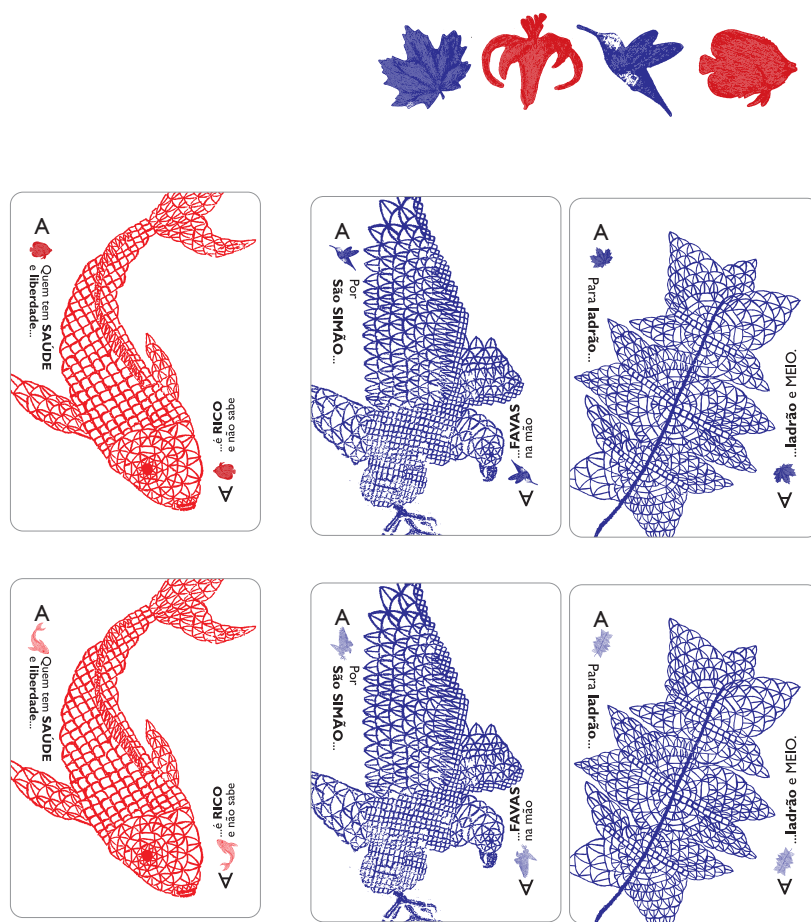 A
Quem tem SAÚDE
e liberdade...
...é RICO
e não sabe
A
A
Por
São SIMÃO...
...FAVAS
na mão
A
A
Para ladrão...
...ladrão e MEIO.
A
A
Quem tem SAÚDE
e liberdade...
...é RICO
e não sabe
A
A
Por
São SIMÃO...
...FAVAS
na mão
A
A
Para ladrão...
...ladrão e MEIO.
A